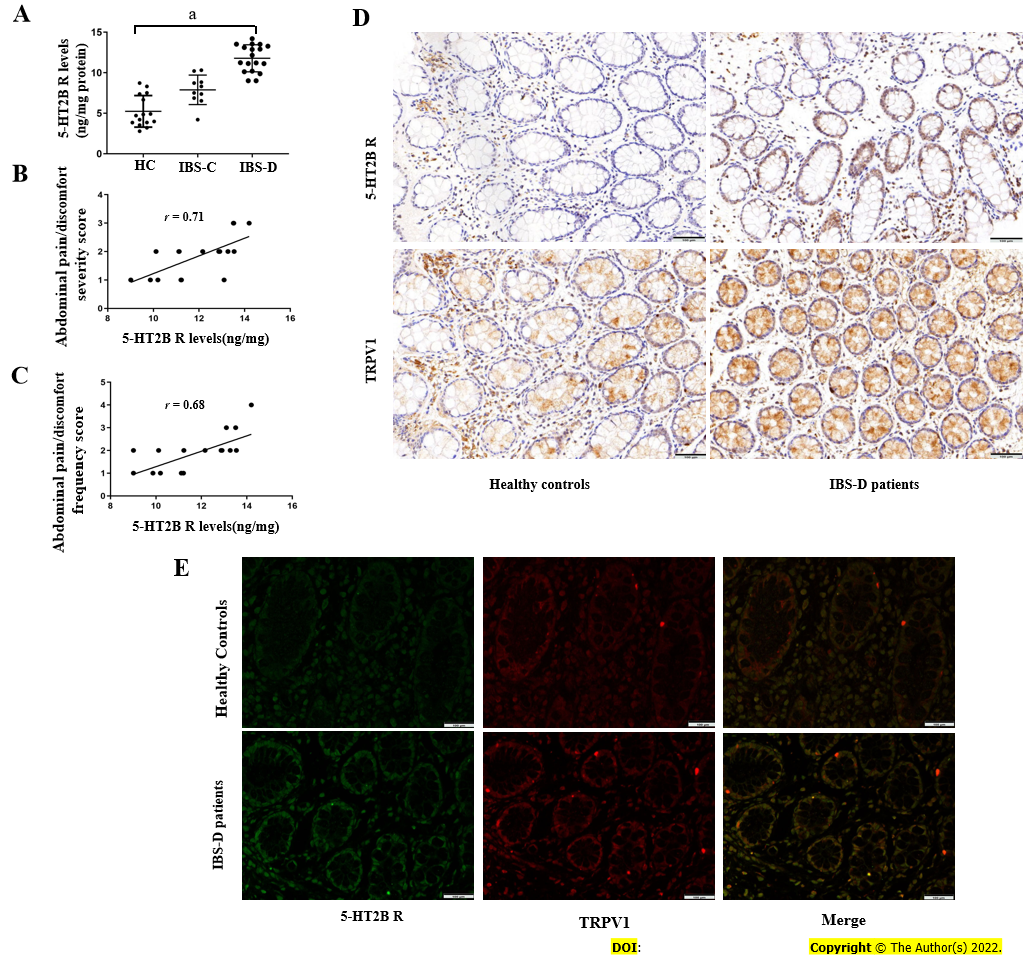 A
a
5-HT2B R levels
(ng/mg protein)
15
10
5
0
HC
IBS-C
IBS-D
B
Abdominal pain/discomfort
severity score
4
3
2
1
0
r = 0.71
8
10
12
14
16
5-HT2B R levels(ng/mg)
C
Abdominal pain/discomfort
frequency score
5
4
3
2
1
0
r = 0.68
8
10
12
14
16
5-HT2B R levels(ng/mg)
D
5-HT2B R
TRPV1
Healthy controls
IBS-D patients
E
Healthy Controls
IBS-D patients
5-HT2B R
TRPV1
Merge
DOI:
Copyright © The Author(s) 2022.